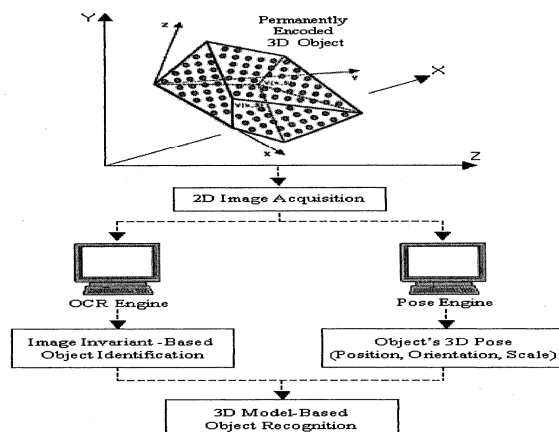 Y
Permanently
Encoded
3D Object
Z
X
Y
X
Z
2D Image Acquisition
OCR Engine
Pose Engine
Image Invariant-Based
Object Identification
Object's 3D Pose
(Position, Orientation, Scale)
3D Model-Based
Object Recognition